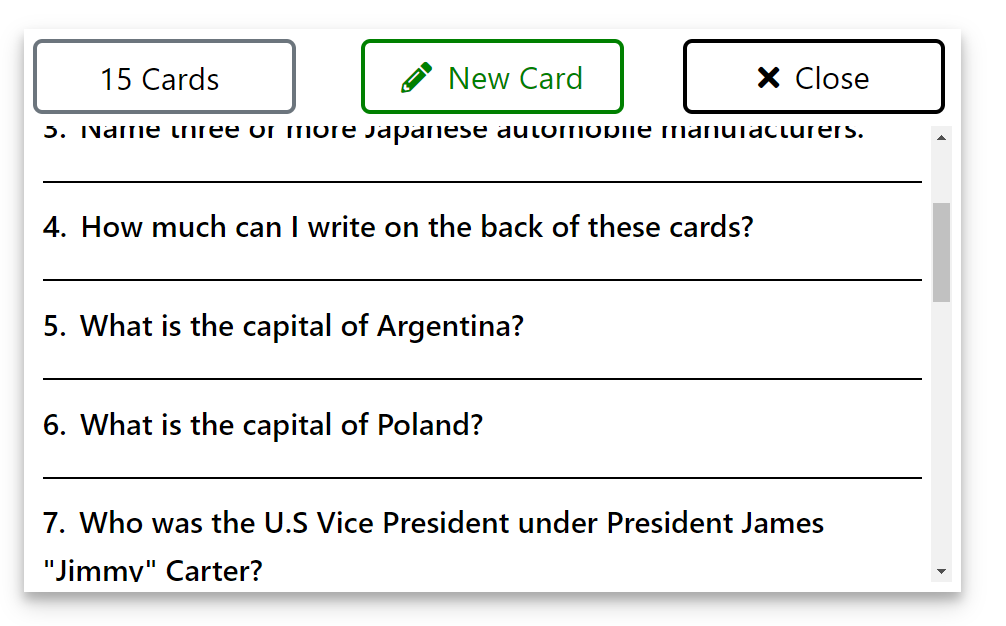 15 Cards
New Card
Close
3. Name three or more Japanese automobile manufacturers.
4. How much can I write on the back of these cards?
5. What is the capital of Argentina?
6. What is the capital of Poland?
7. Who was the U.S Vice President under President James
"Jimmy" Carter?